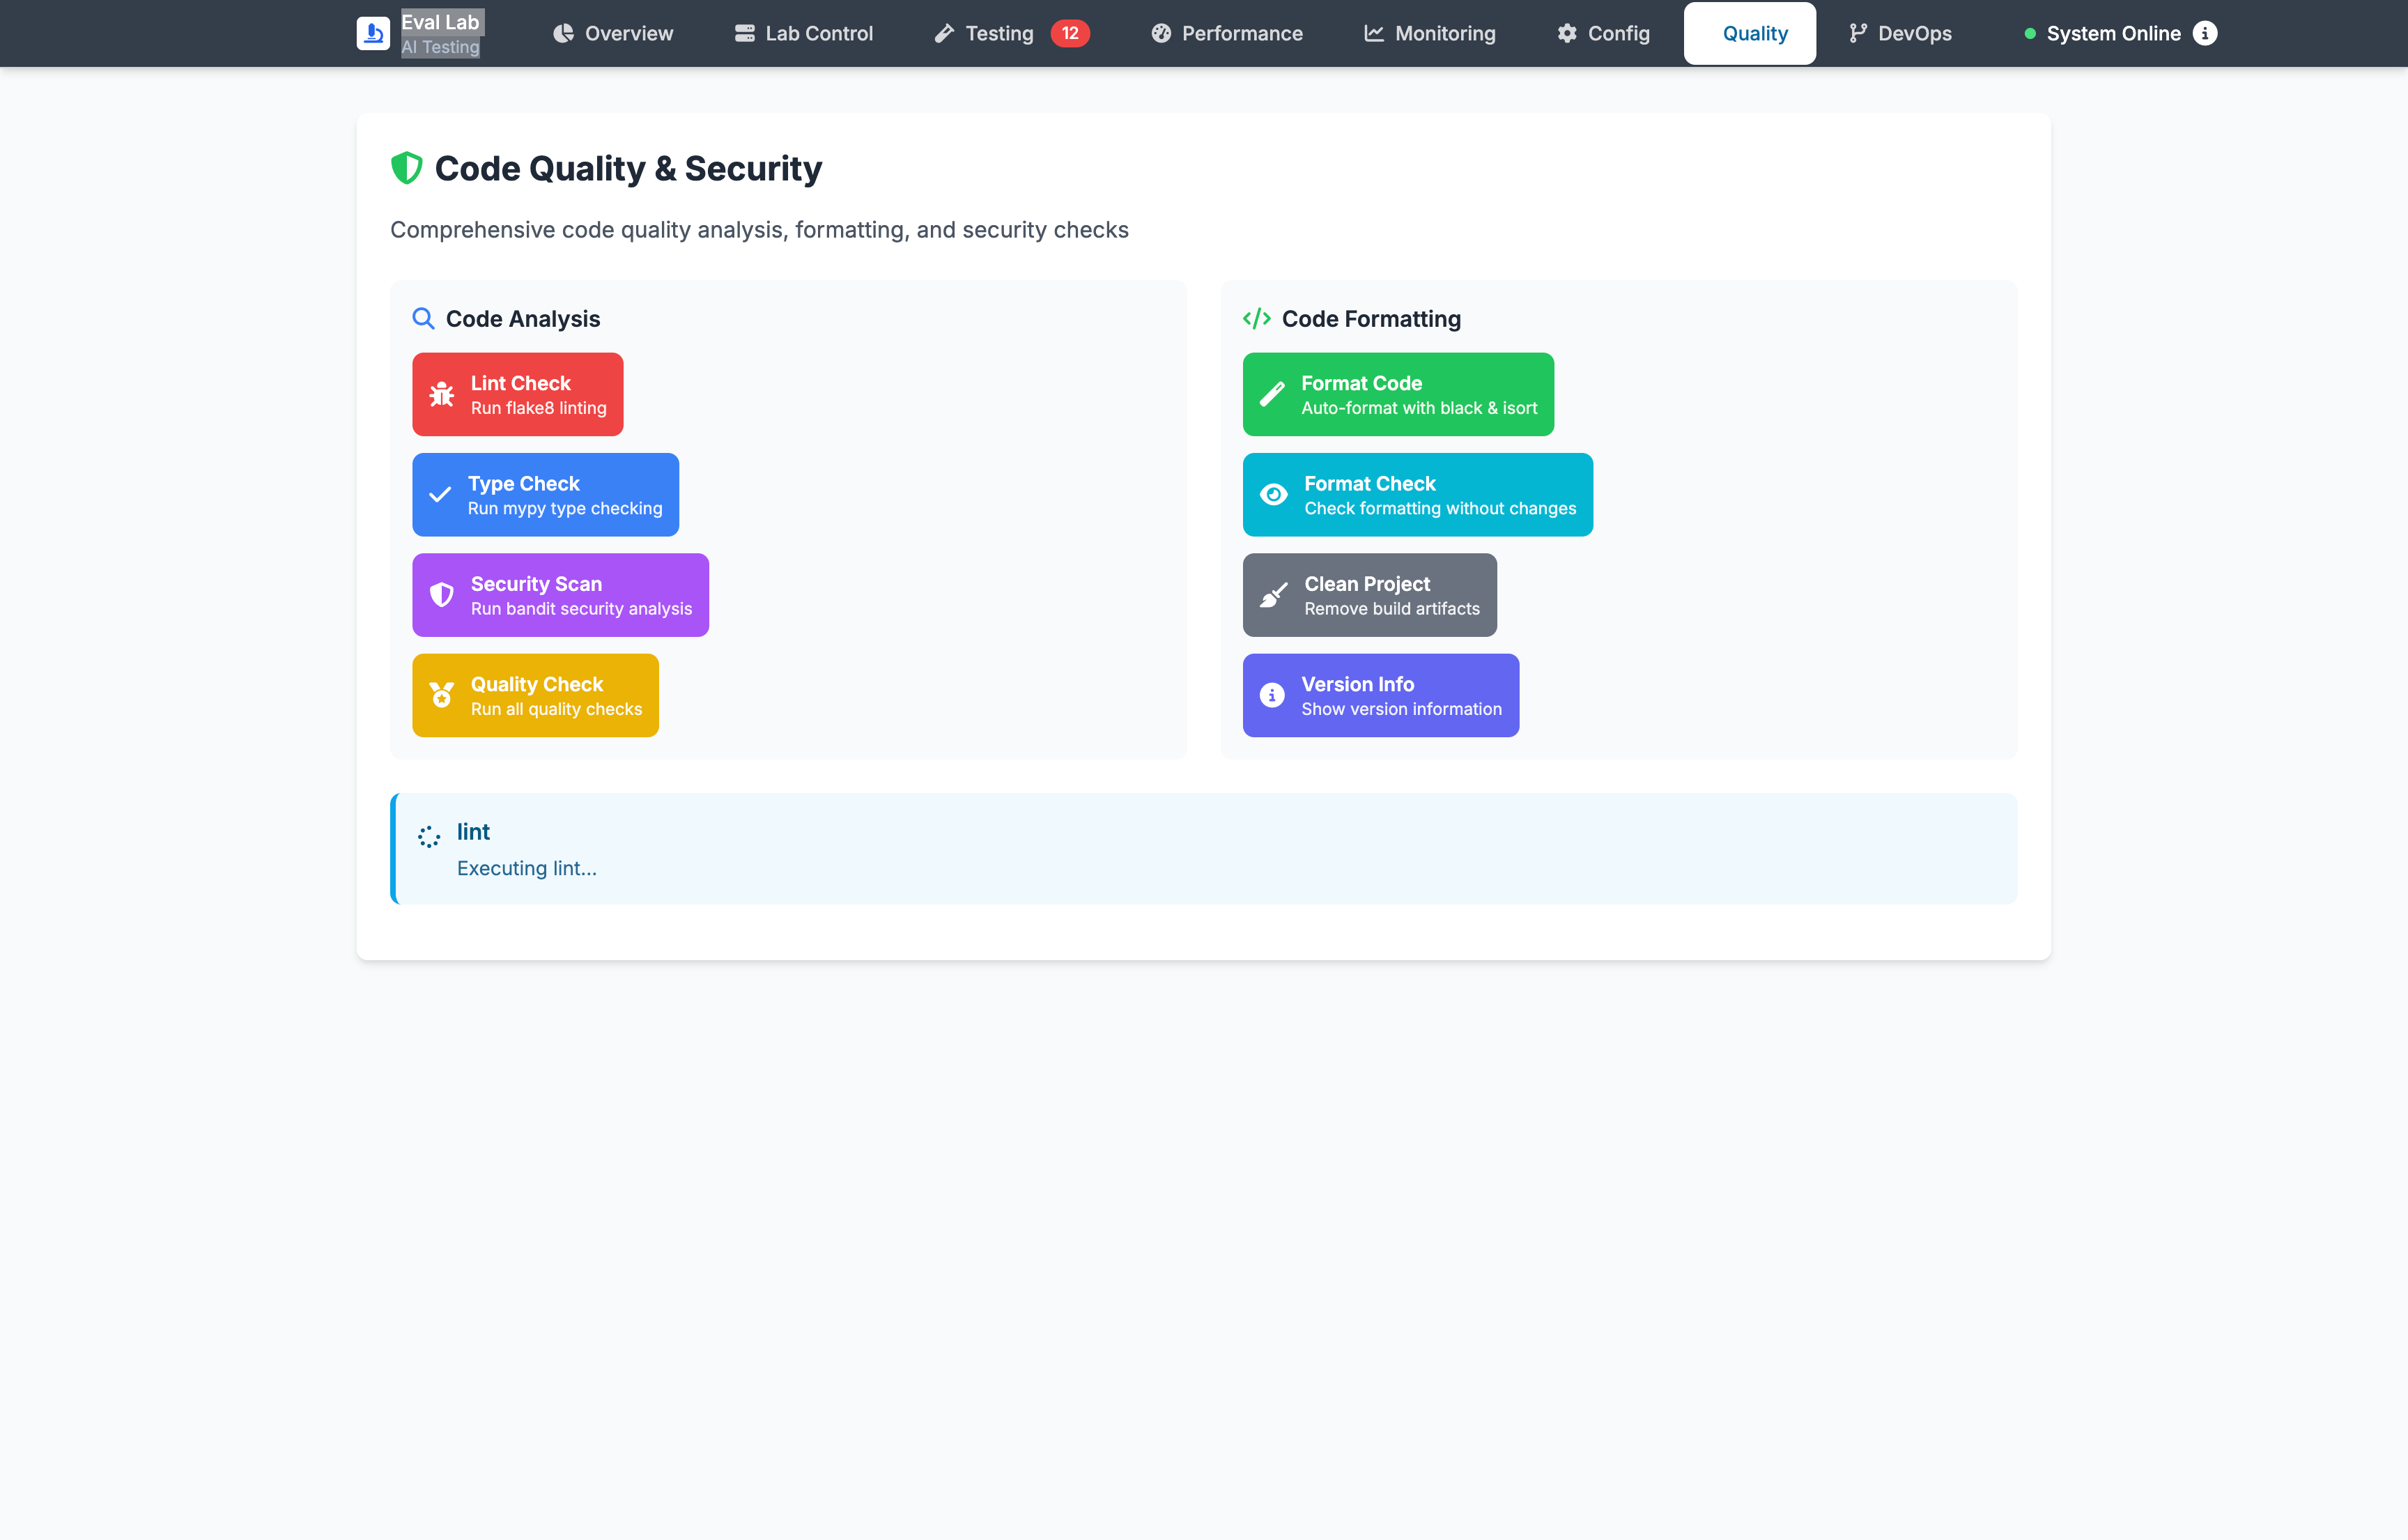 Eval Lab
AI Testing
Overview
Lab Control
Testing 12
Performance
Monitoring
Config
Quality
DevOps
System Online
Code Quality & Security
Comprehensive code quality analysis, formatting, and security checks
Code Analysis
Lint Check
Run flake8 linting
Type Check
Run mypy type checking
Security Scan
Run bandit security analysis
Quality Check
Run all quality checks
Code Formatting
Format Code
Auto-format with black & isort
Format Check
Check formatting without changes
Clean Project
Remove build artifacts
Version Info
Show version information
lint
Executing lint...